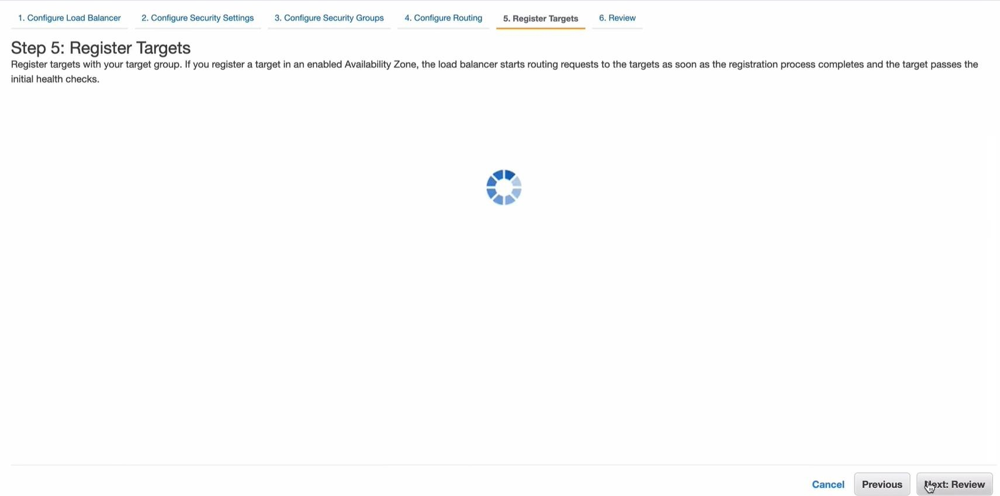 1. Configure Load Balancer 2. Configure Security Settings 3. Configure Security Groups 4. Configure Routing 5. Register Targets 6. Review
Step 5: Register Targets
Register targets with your target group. If you register a target in an enabled Availability Zone, the load balancer starts routing requests to the targets as soon as the registration process completes and the target passes the
initial health checks.
Cancel Previous Next: Review